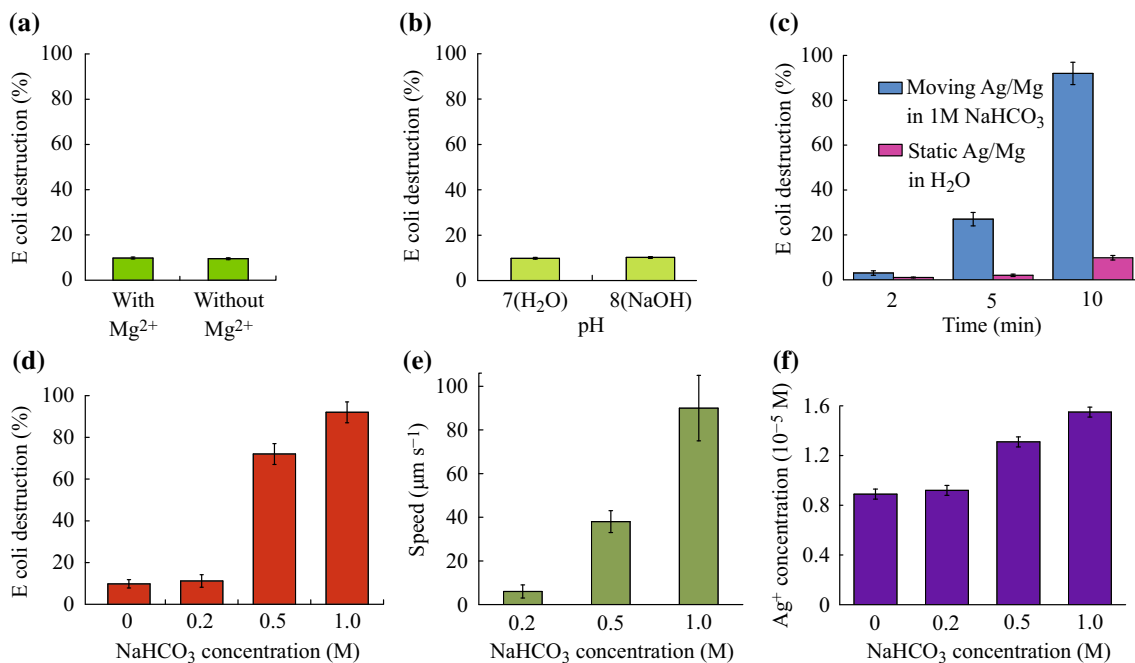 (a)
E coli destruction (%)
100
80
60
40
20
0
With
Mg²⁺
Without
Mg²⁺
(b)
E coli destruction (%)
100
80
60
40
20
0
7(H₂O)
8(NaOH)
pH
(c)
E coli destruction (%)
100
80
60
40
20
0
Moving Ag/Mg
in 1M NaHCO₃
Static Ag/Mg
in H₂O
2
5
10
Time (min)
(d)
E coli destruction (%)
100
80
60
40
20
0
0
0.2
0.5
1.0
NaHCO₃ concentration (M)
(e)
Speed (μm s⁻¹)
100
80
60
40
20
0
0.2
0.5
1.0
NaHCO₃ concentration (M)
(f)
Ag⁺ concentration (10⁻⁵ M)
1.6
1.2
0.8
0.4
0
0
0.2
0.5
1.0
NaHCO₃ concentration (M)